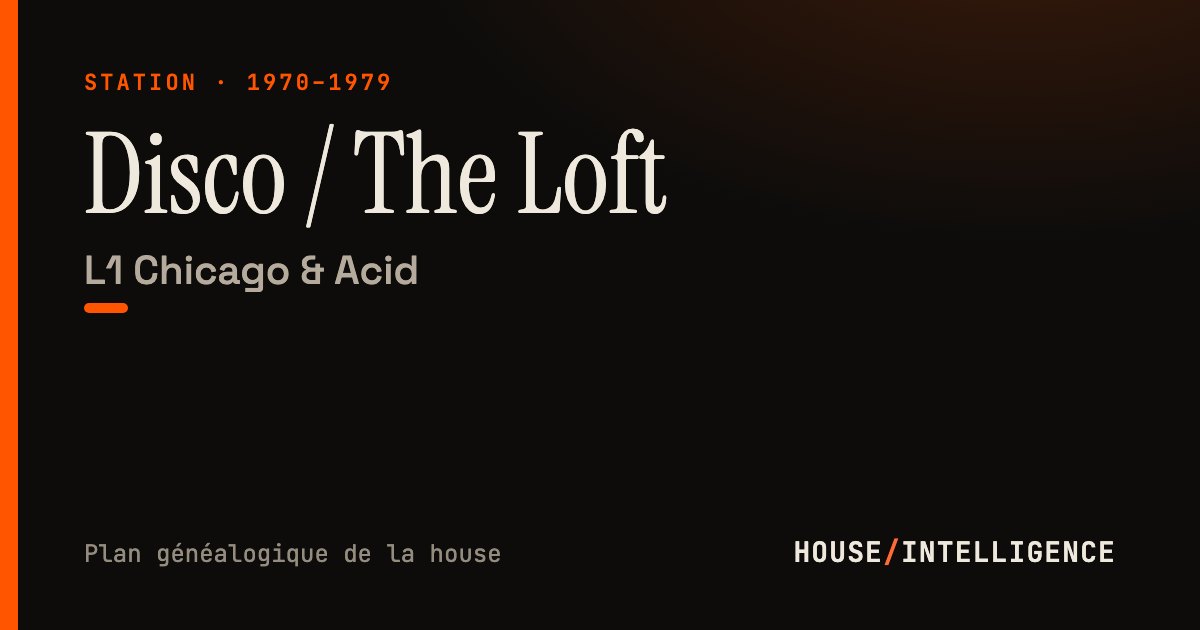 STATION · 1970–1979
Disco / The Loft
L1 Chicago & Acid
Plan généalogique de la house
HOUSE/INTELLIGENCE